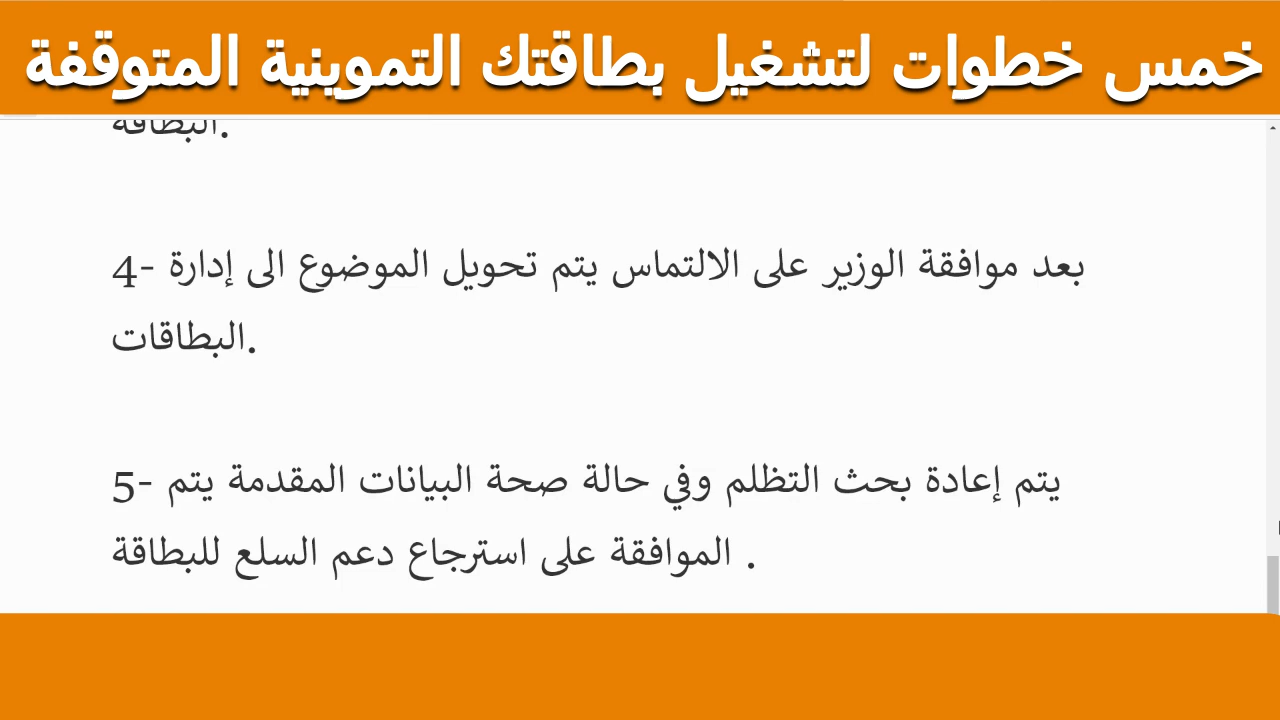 خمس خطوات لتشغيل بطاقتك التموينية المتوقفة
البطاقة.
4- بعد موافقة الوزير على الالتماس يتم تحويل الموضوع الى إدارة
البطاقات.
5- يتم إعادة بحث التظلم وفي حالة صحة البيانات المقدمة يتم
الموافقة على استرجاع دعم السلع للبطاقة .